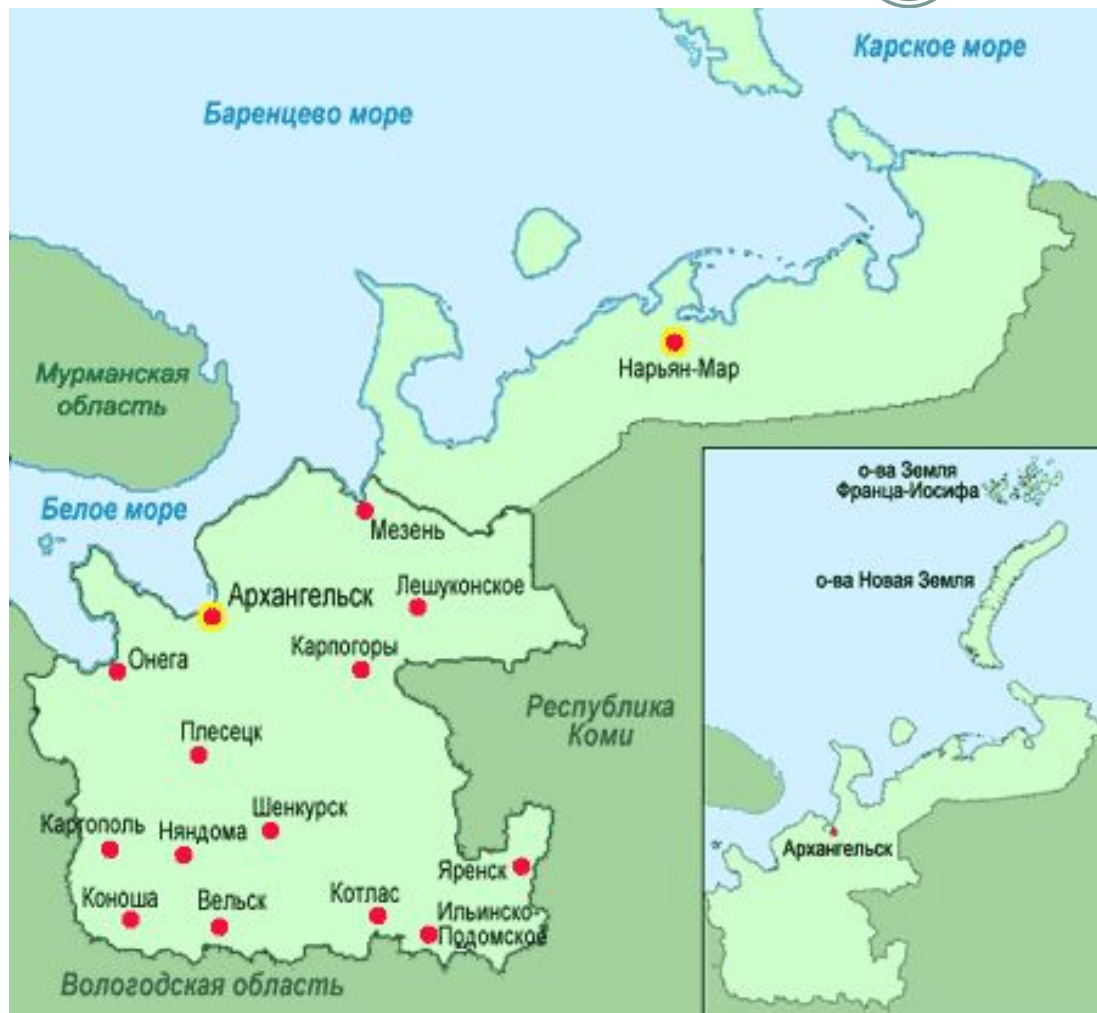 Карское море
Баренцево море
Нарьян-Мар
Мурманская
область
о-ва Земля
Франца-Иосифа
Белое море
Мезень
о-ва Новая Земля
Архангельск
Лешуконское
Онега
Карпогоры
Республика
Коми
Плесецк
Шенкурск
Каргополь
Няндома
Архангельск
Яренск
Коноша
Вельск
Котлас
Ильинско-
Подомское
Вологодская область